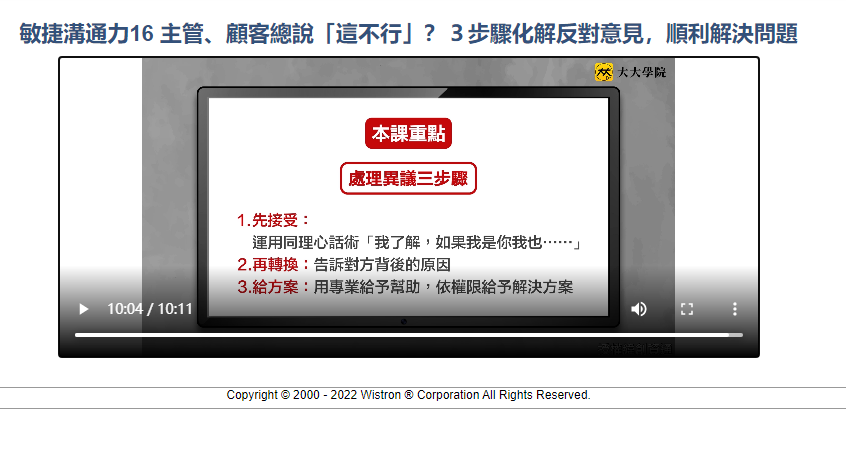 敏捷溝通力16 主管、顧客總說「這不行」？ 3 步驟化解反對意見，順利解決問題
大大學院
本課重點
處理異議三步驟
1.先接受：
運用同理心話術「我了解，如果我是你我也⋯⋯」
2.再轉換：告訴對方背後的原因
3.給方案：用專業給予幫助，依權限給予解決方案
10:04 / 10:11
Copyright © 2000 - 2022 Wistron ® Corporation All Rights Reserved.